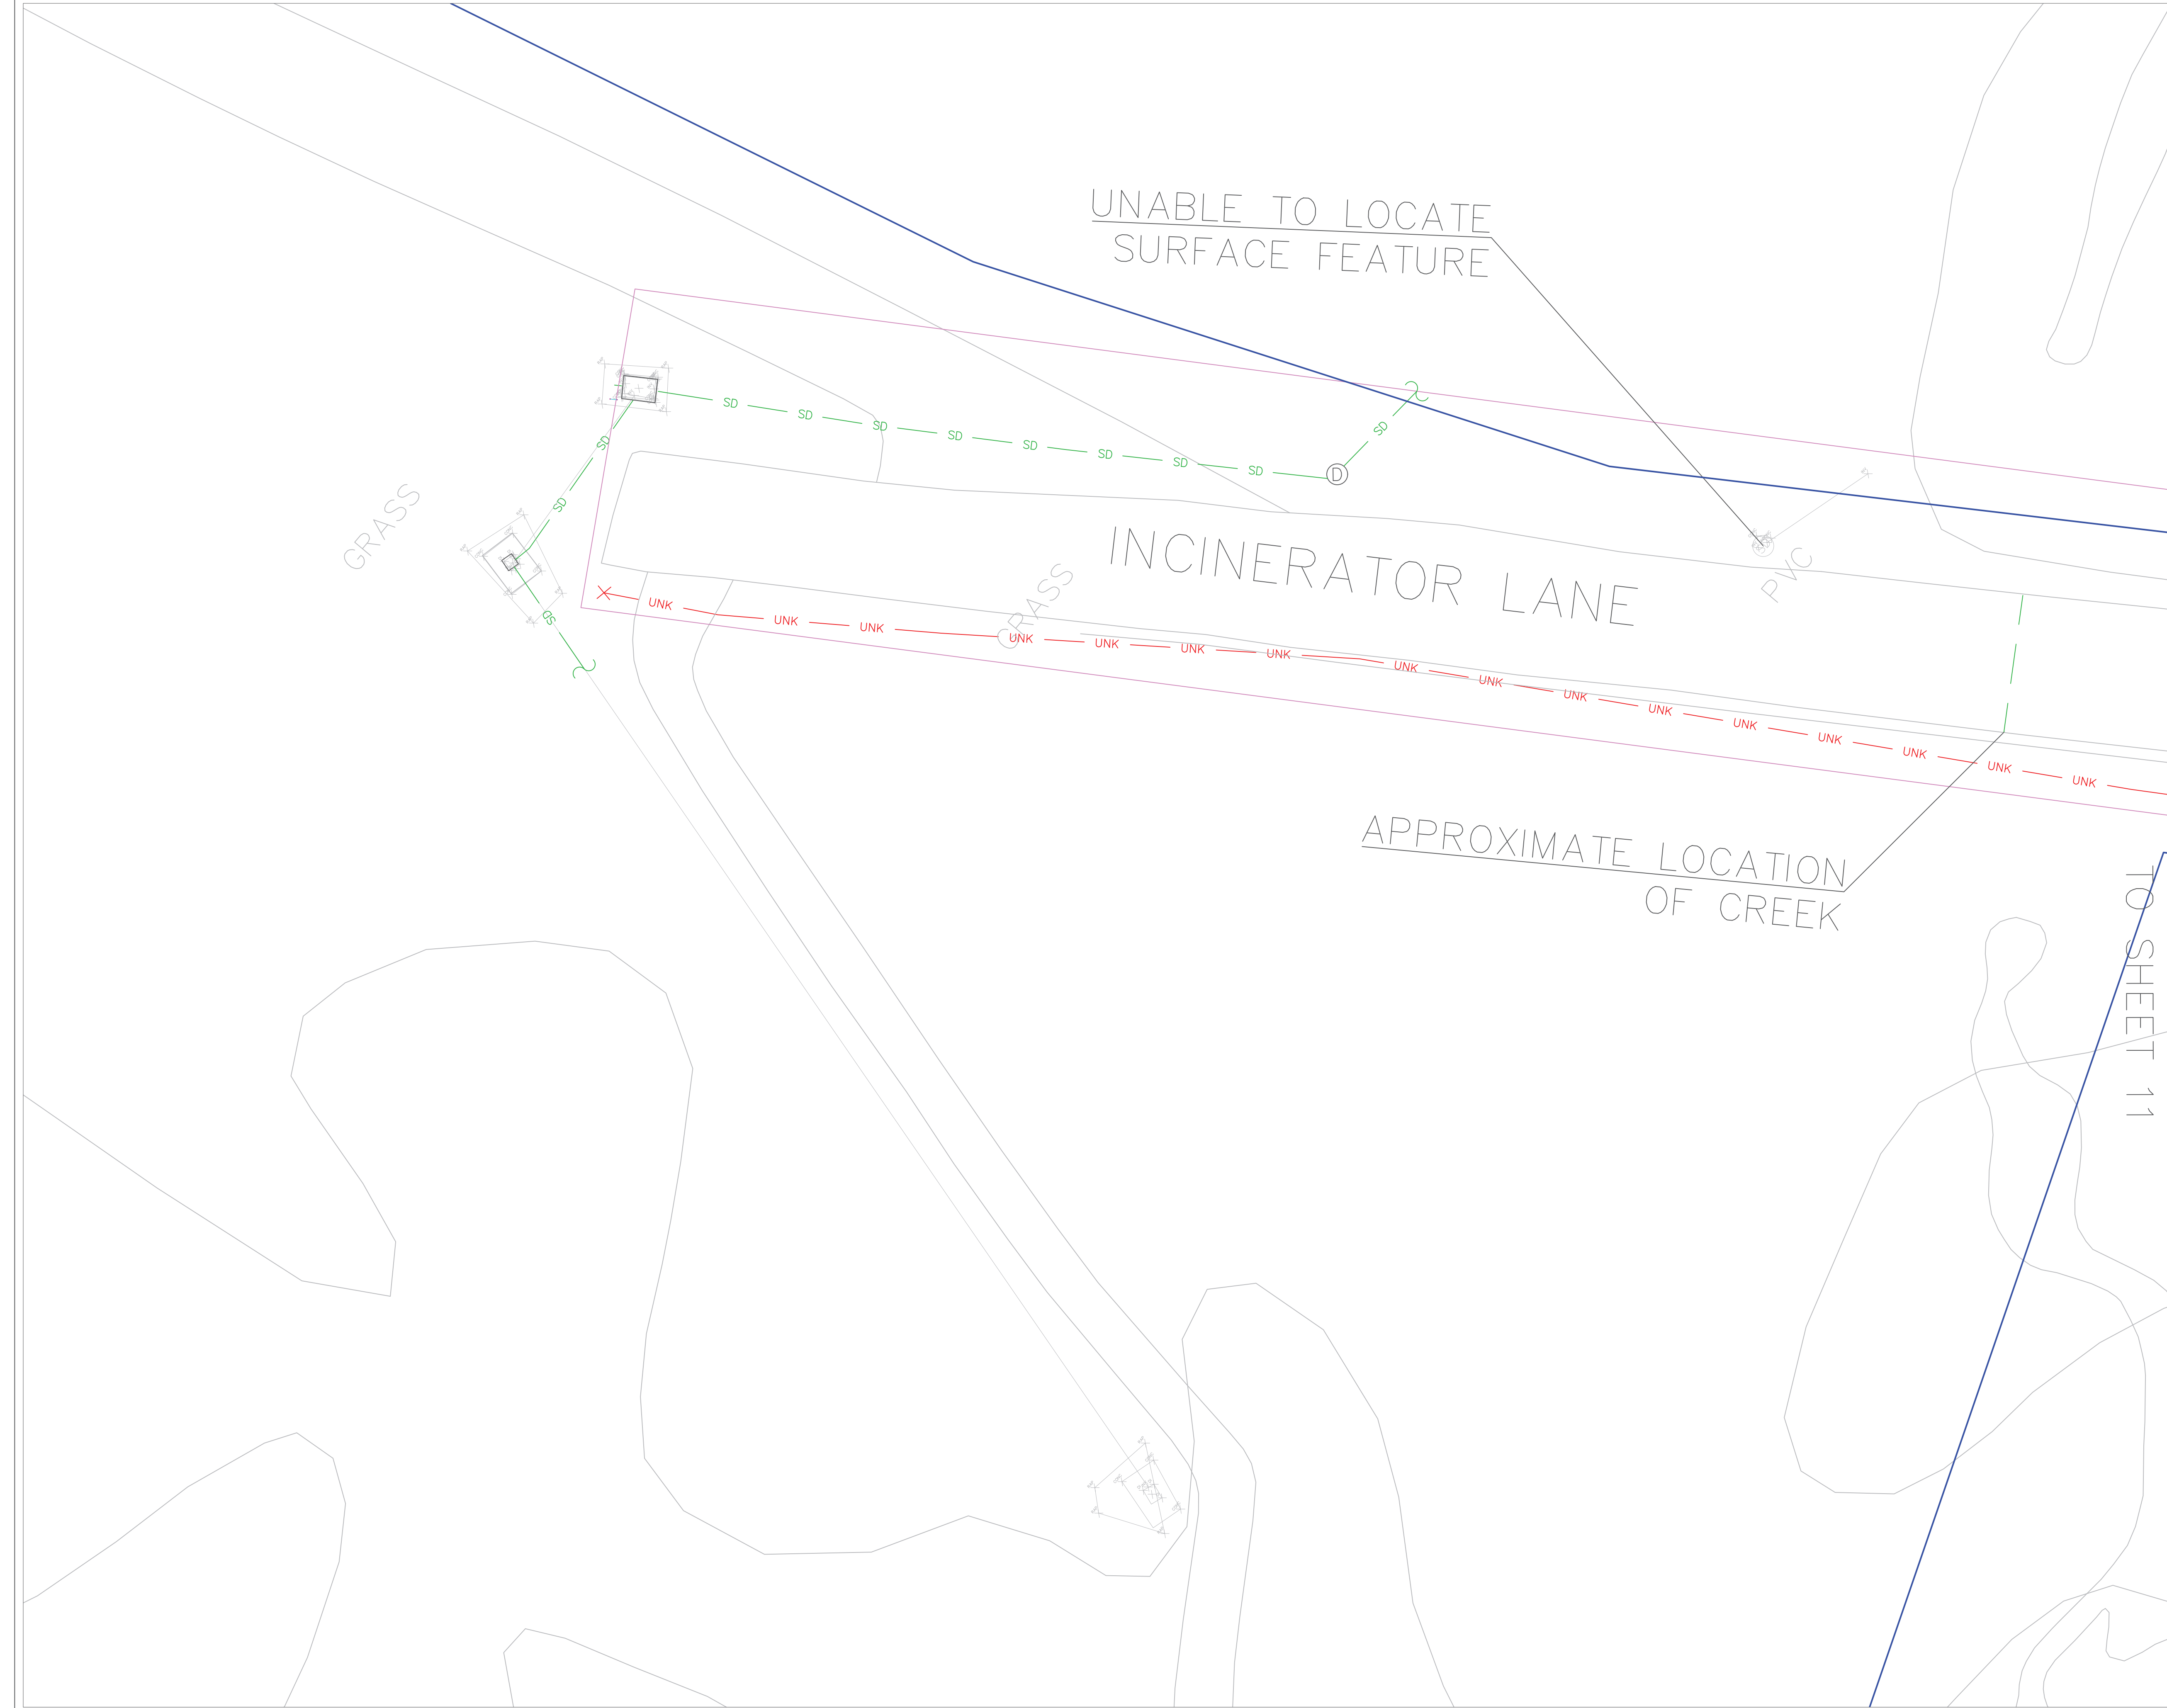 UNABLE TO LOCATE
SURFACE FEATURE
SD SD SD SD SD SD SD SD
SD
SD
SD
SD
D
GRASS
GRASS
INCINERATOR LANE
PVC
UNK UNK UNK UNK UNK UNK UNK UNK UNK UNK UNK UNK UNK UNK UNK UNK
APPROXIMATE LOCATION
OF CREEK
TO SHEET 11